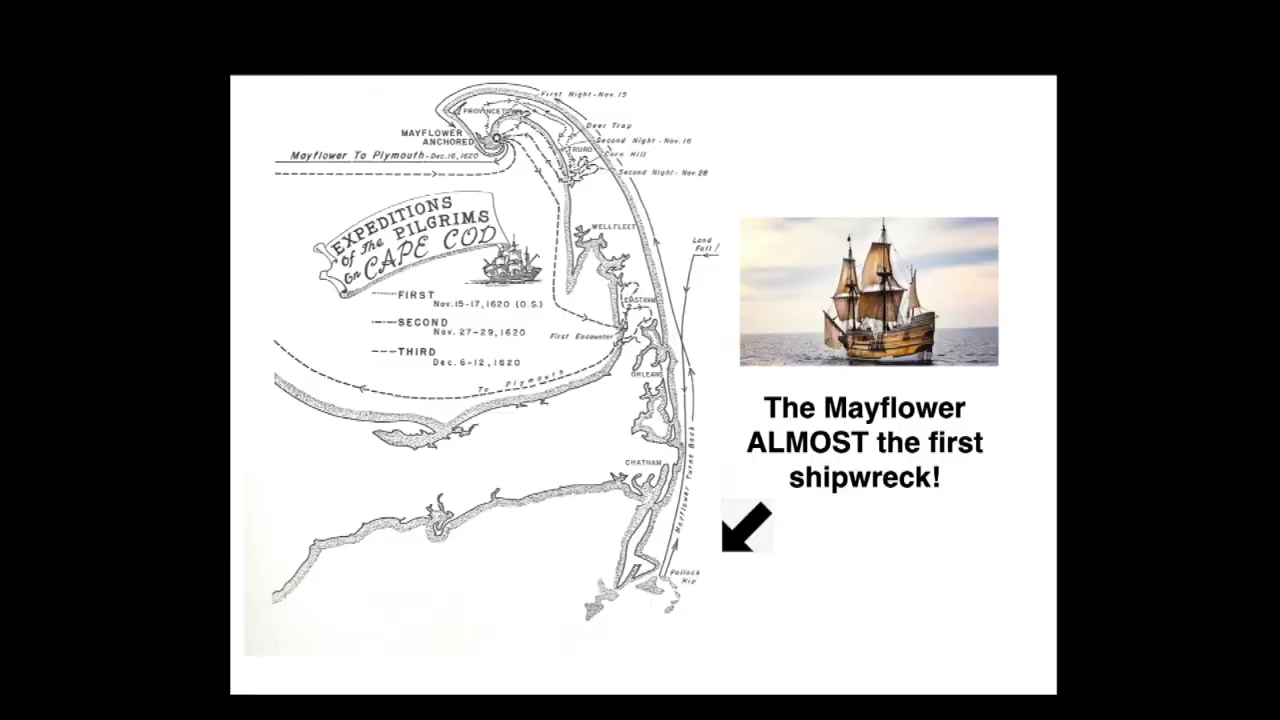 First Night-Nov. 15
PROVINCETOWN
MAYFLOWER
ANCHORED
Deer Trap
Second Night - Nov. 16
TRURO
Corn Hill
Mayflower To Plymouth-Dec. 16, 1620
Second Night-Nov. 28
EXPEDITIONS
of the PILGRIMS
on CAPE COD
WELLFLEET
Land
Fall!
FIRST
Nov. 15-17, 1620 (O.S.)
EASTHAM
SECOND
Nov. 27-29, 1620
First Encounter
THIRD
Dec. 6-12, 1620
To Plymouth
ORLEANS
CHATHAM
Mayflower Turns Back
Pollock
Rip
The Mayflower
ALMOST the first
shipwreck!